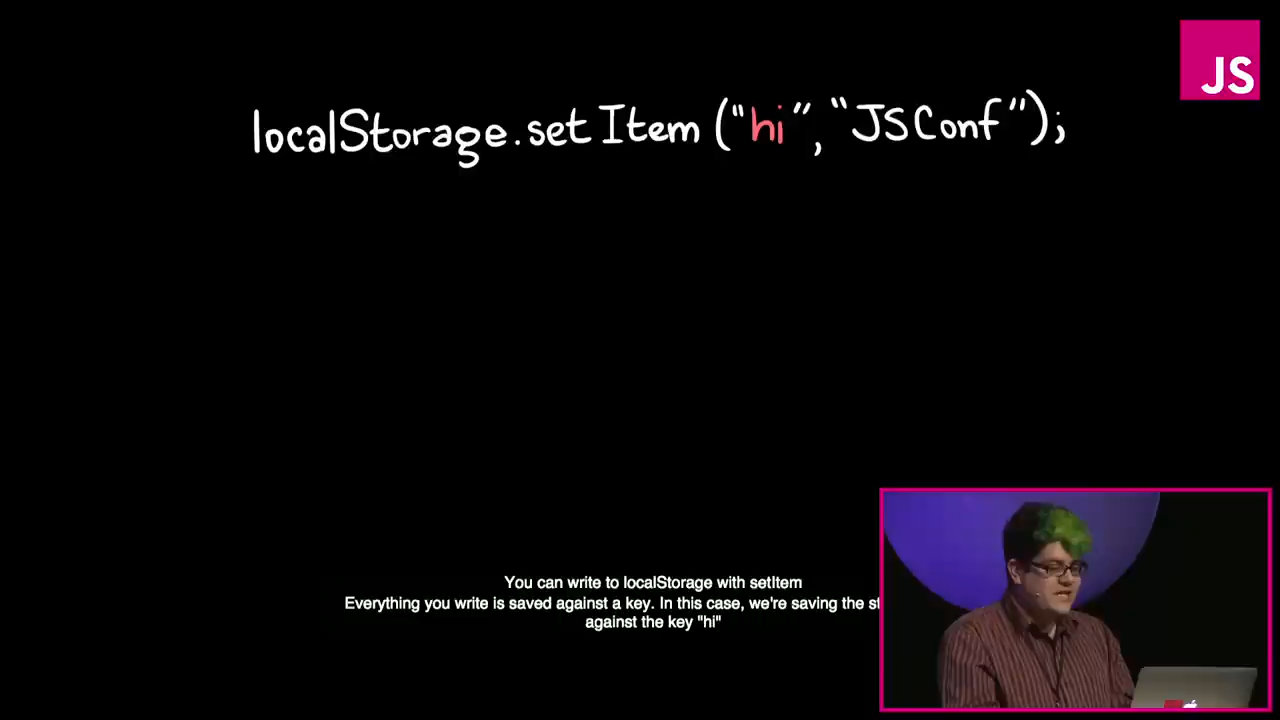 JS
localStorage.setItem ("hi", "JSConf");
You can write to localStorage with setItem
Everything you write is saved against a key. In this case, we're saving the
against the key "hi"